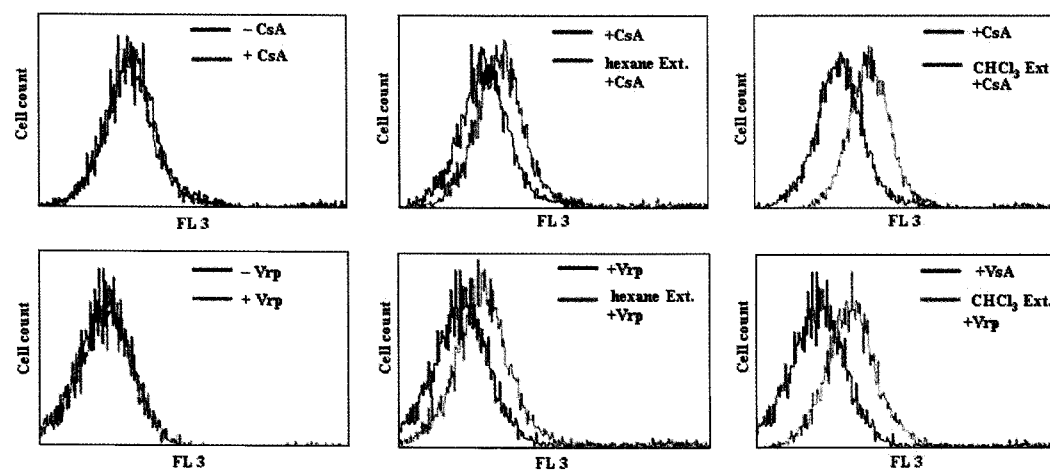 Cell count
– CsA
+ CsA
FL 3
Cell count
+CsA
hexane Ext.
+CsA
FL 3
Cell count
+CsA
CHCl₃ Ext.
+CsA
FL 3
Cell count
– Vrp
+ Vrp
FL 3
Cell count
+Vrp
hexane Ext.
+Vrp
FL 3
Cell count
+VsA
CHCl₃ Ext.
+Vrp
FL 3